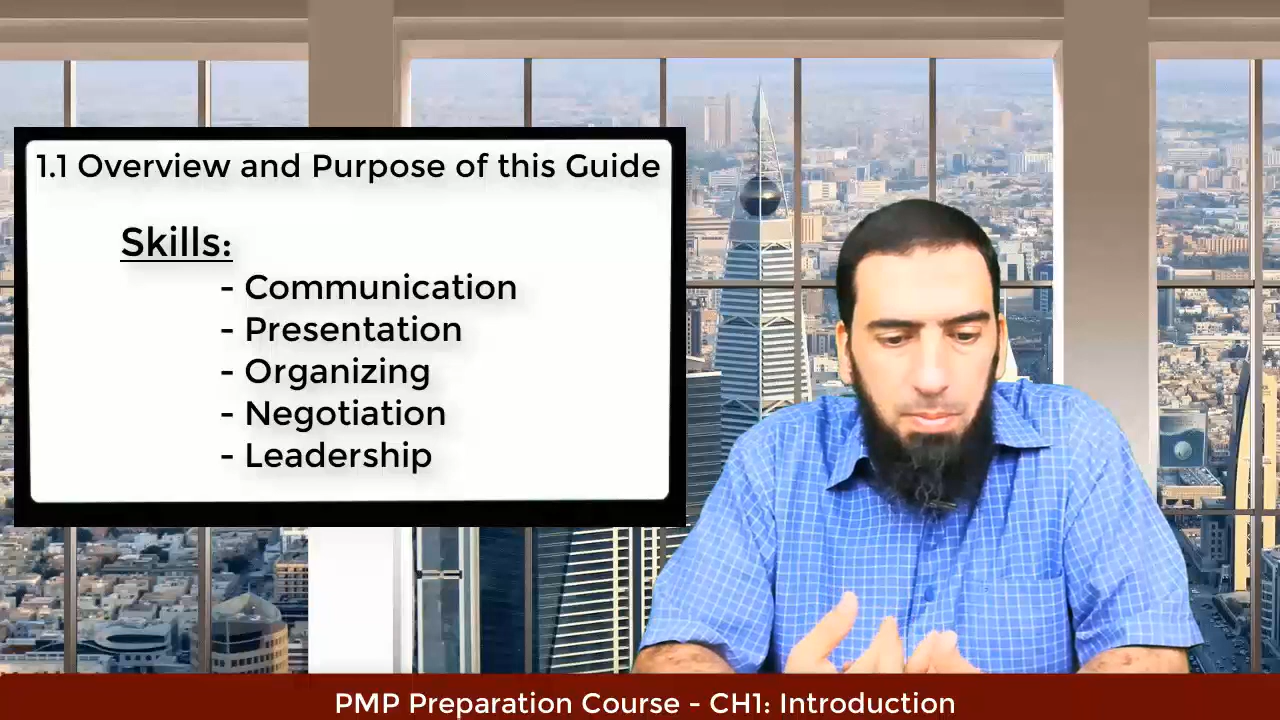 1.1 Overview and Purpose of this Guide
Skills:
- Communication
- Presentation
- Organizing
- Negotiation
- Leadership
PMP Preparation Course - CH1: Introduction